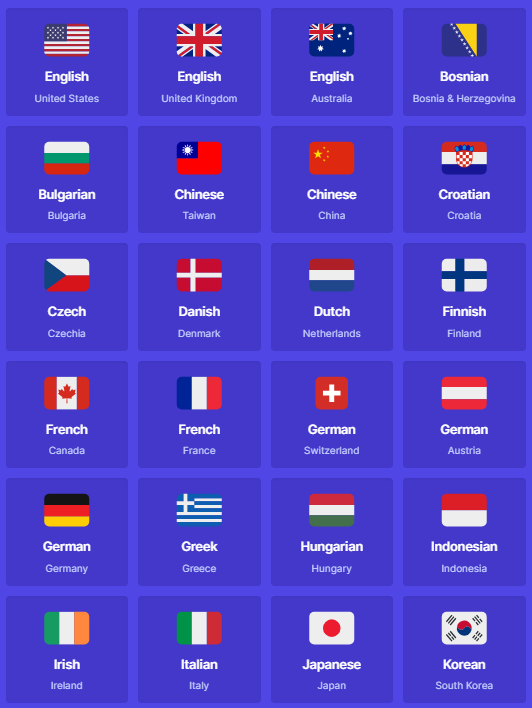 English
United States
English
United Kingdom
English
Australia
Bosnian
Bosnia & Herzegovina
Bulgarian
Bulgaria
Chinese
Taiwan
Chinese
China
Croatian
Croatia
Czech
Czechia
Danish
Denmark
Dutch
Netherlands
Finnish
Finland
French
Canada
French
France
German
Switzerland
German
Austria
German
Germany
Greek
Greece
Hungarian
Hungary
Indonesian
Indonesia
Irish
Ireland
Italian
Italy
Japanese
Japan
Korean
South Korea